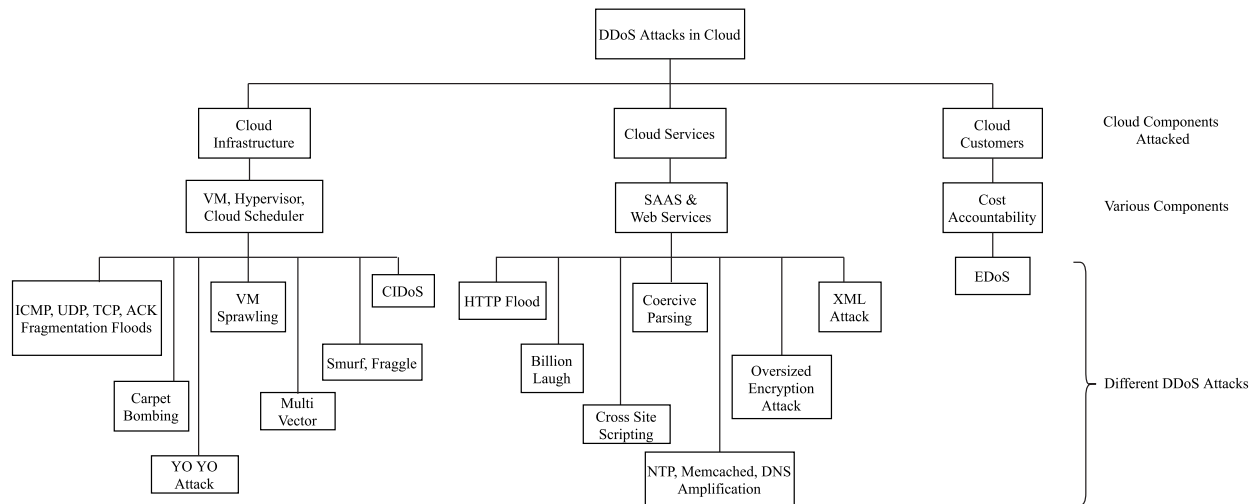 DDoS Attacks in Cloud
Cloud
Infrastructure
Cloud Services
Cloud
Customers
Cloud Components
Attacked
VM, Hypervisor,
Cloud Scheduler
SAAS &
Web Services
Cost
Accountability
Various Components
ICMP, UDP, TCP, ACK
Fragmentation Floods
Carpet
Bombing
YO YO
Attack
VM
Sprawling
Multi
Vector
Smurf, Fraggle
CIDoS
HTTP Flood
Billion
Laugh
Cross Site
Scripting
Coercive
Parsing
NTP, Memcached, DNS
Amplification
Oversized
Encryption
Attack
XML
Attack
EDoS
Different DDoS Attacks